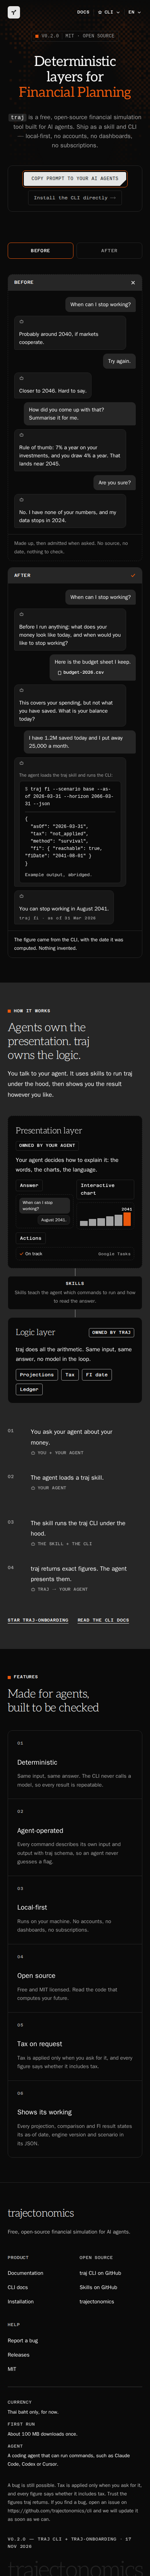 DOCS
CLI
EN
V0.2.0 | MIT · OPEN SOURCE
Deterministic
layers for
Financial Planning
traj is a free, open-source financial simulation
tool built for AI agents. Ship as a skill and CLI
— local-first, no accounts, no dashboards,
no subscriptions.
COPY PROMPT TO YOUR AI AGENTS
Install the CLI directly →
BEFORE
AFTER
BEFORE
When can I stop working?
Probably around 2040, if markets
cooperate.
Try again.
Closer to 2046. Hard to say.
How did you come up with that?
Summarise it for me.
Rule of thumb: 7% a year on your
investments, and you draw 4% a year. That
lands near 2045.
Are you sure?
No. I have none of your numbers, and my
data stops in 2024.
Made up, then admitted when asked. No source, no
date, nothing to check.
AFTER
When can I stop working?
Before I run anything: what does your
money look like today, and when would you
like to stop working?
Here is the budget sheet I keep.
budget-2026.csv
This covers your spending, but not what
you have saved. What is your balance
today?
I have 1.2M saved today and I put away
25,000 a month.
The agent loads the traj skill and runs the CLI:
$ traj fi --scenario base --as-
of 2026-03-31 --horizon 2066-03-
31 --json
{
"asOf": "2026-03-31",
"tax": "not_applied",
"method": "survival",
"fi": { "reachable": true,
"fiDate": "2041-08-01" }
}
Example output, abridged.
You can stop working in August 2041.
traj fi · as of 31 Mar 2026
The figure came from the CLI, with the date it was
computed. Nothing invented.
HOW IT WORKS
Agents own the
presentation. traj
owns the logic.
You talk to your agent. It uses skills to run traj
under the hood, then shows you the result
however you like.
Presentation layer
OWNED BY YOUR AGENT
Your agent decides how to explain it: the
words, the charts, the language.
Answer
When can I stop
working?
August 2041.
Interactive
chart
2041
Actions
On track
Google Tasks
SKILLS
Skills teach the agent which commands to run and how
to read the answer.
Logic layer
OWNED BY TRAJ
traj does all the arithmetic. Same input, same
answer, no model in the loop.
Projections
Tax
FI date
Ledger
01
You ask your agent about your
money.
YOU → YOUR AGENT
02
The agent loads a traj skill.
YOUR AGENT
03
The skill runs the traj CLI under the
hood.
THE SKILL → THE CLI
04
traj returns exact figures. The agent
presents them.
TRAJ → YOUR AGENT
STAR TRAJ-ONBOARDING
READ THE CLI DOCS
FEATURES
Made for agents,
built to be checked
01
Deterministic
Same input, same answer. The CLI never calls a
model, so every result is repeatable.
02
Agent-operated
Every command describes its own input and
output with traj schema, so an agent never
guesses a flag.
03
Local-first
Runs on your machine. No accounts, no
dashboards, no subscriptions.
04
Open source
Free and MIT licensed. Read the code that
computes your future.
05
Tax on request
Tax is applied only when you ask for it, and every
figure says whether it includes tax.
06
Shows its working
Every projection, comparison and FI result states
its as-of date, engine version and scenario in
its JSON.
trajectonomics
Free, open-source financial simulation for AI agents.
PRODUCT
Documentation
CLI docs
Installation
OPEN SOURCE
traj CLI on GitHub
Skills on GitHub
trajectonomics
HELP
Report a bug
Releases
MIT
CURRENCY
Thai baht only, for now.
FIRST RUN
About 100 MB downloads once.
AGENT
A coding agent that can run commands, such as Claude
Code, Codex or Cursor.
A bug is still possible. Tax is applied only when you ask for it,
and every figure says whether it includes tax. Trust the
figures traj returns. If you find a bug, open an issue on
https://github.com/trajectonomics/cli and we will update it
as soon as we can.
trajectonomics